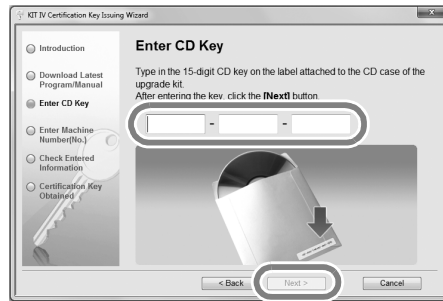 KIT IV Certification Key Issuing Wizard
Introduction
Download Latest
Program/Manual
Enter CD Key
Enter Machine
Number(No.)
Check Entered
Information
Certification Key
Obtained
Enter CD Key
Type in the 15-digit CD key on the label attached to the CD case of the
upgrade kit.
After entering the key, click the [Next] button.
- -
< Back Next > Cancel